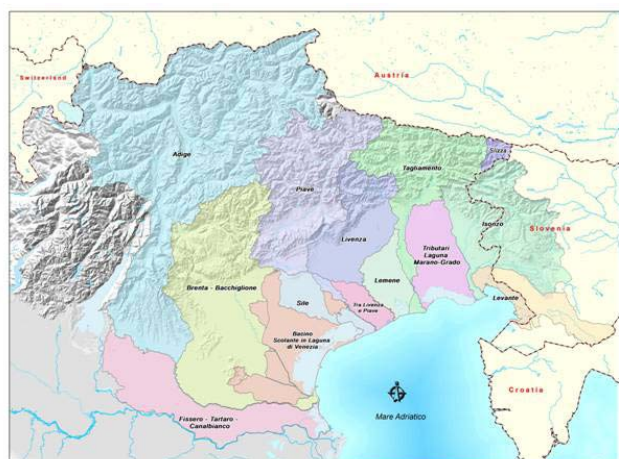 Switzerland
Austria
Adige
Slizza
Tagliamento
Piave
Isonzo
Slovenia
Livenza
Tributari
Laguna
Marano-Grado
Lemene
Brenta - Bacchiglione
Sile
Tra Livenza
e Piave
Levante
Bacino
Scolante in Laguna
di Venezia
Croatia
Fissero - Tartaro -
Canalbianco
Mare Adriatico